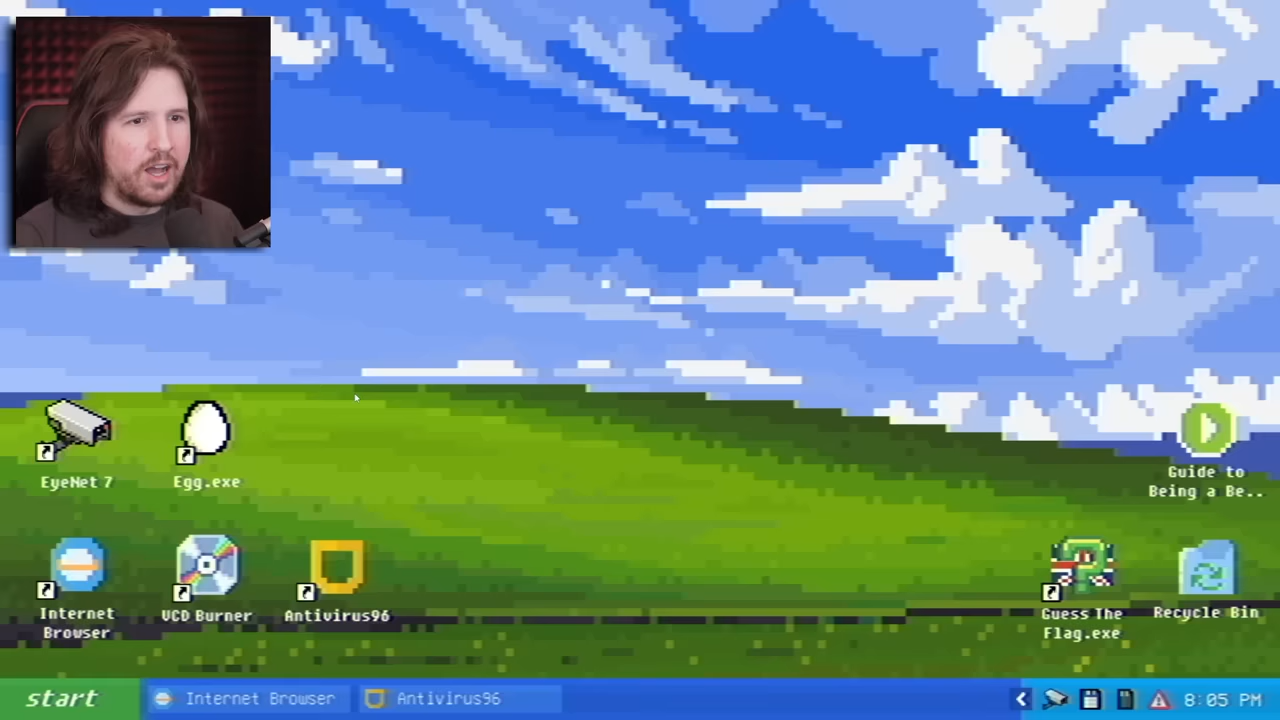 EyeNet 7
Egg.exe
Guide to
Being a Be..
Internet
Browser
VCD Burner
Antivirus96
Guess The
Flag.exe
Recycle Bin
start
Internet Browser
Antivirus96
8:05 PM